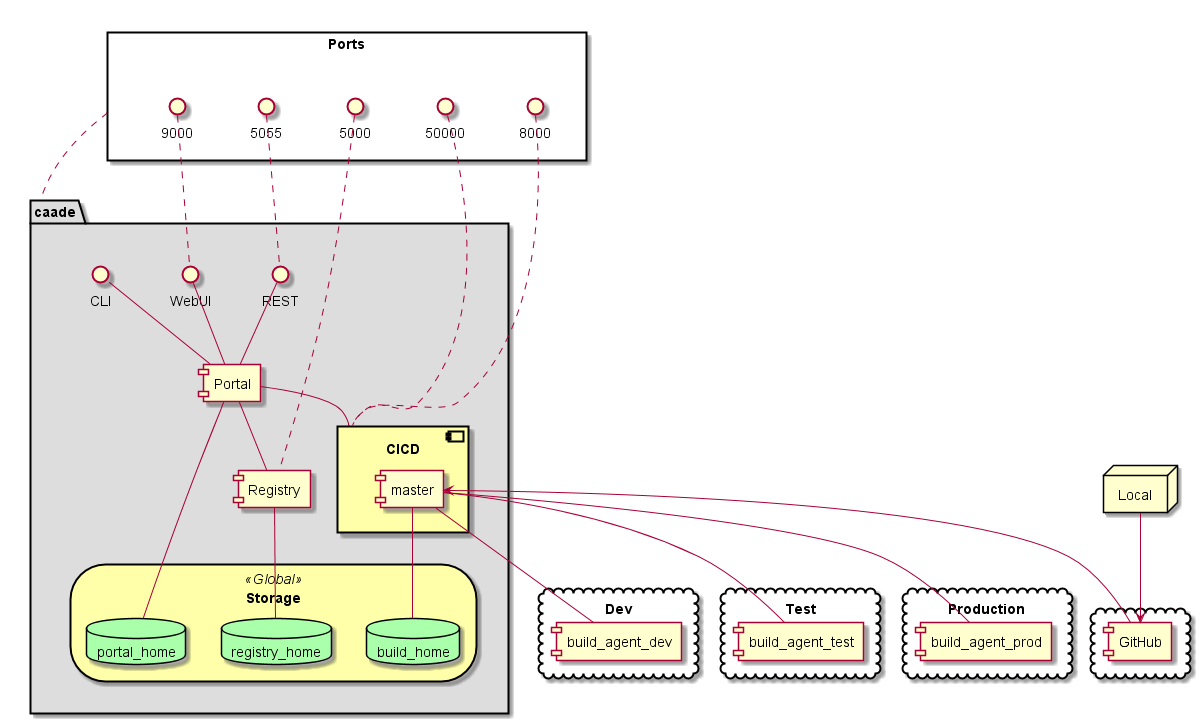 Ports
9000
5055
5000
50000
8000
caade
CLI
WebUI
REST
Portal
CICD
master
Registry
Local
«Global»
Storage
portal_home
registry_home
build_home
Dev
build_agent_dev
Test
build_agent_test
Production
build_agent_prod
GitHub